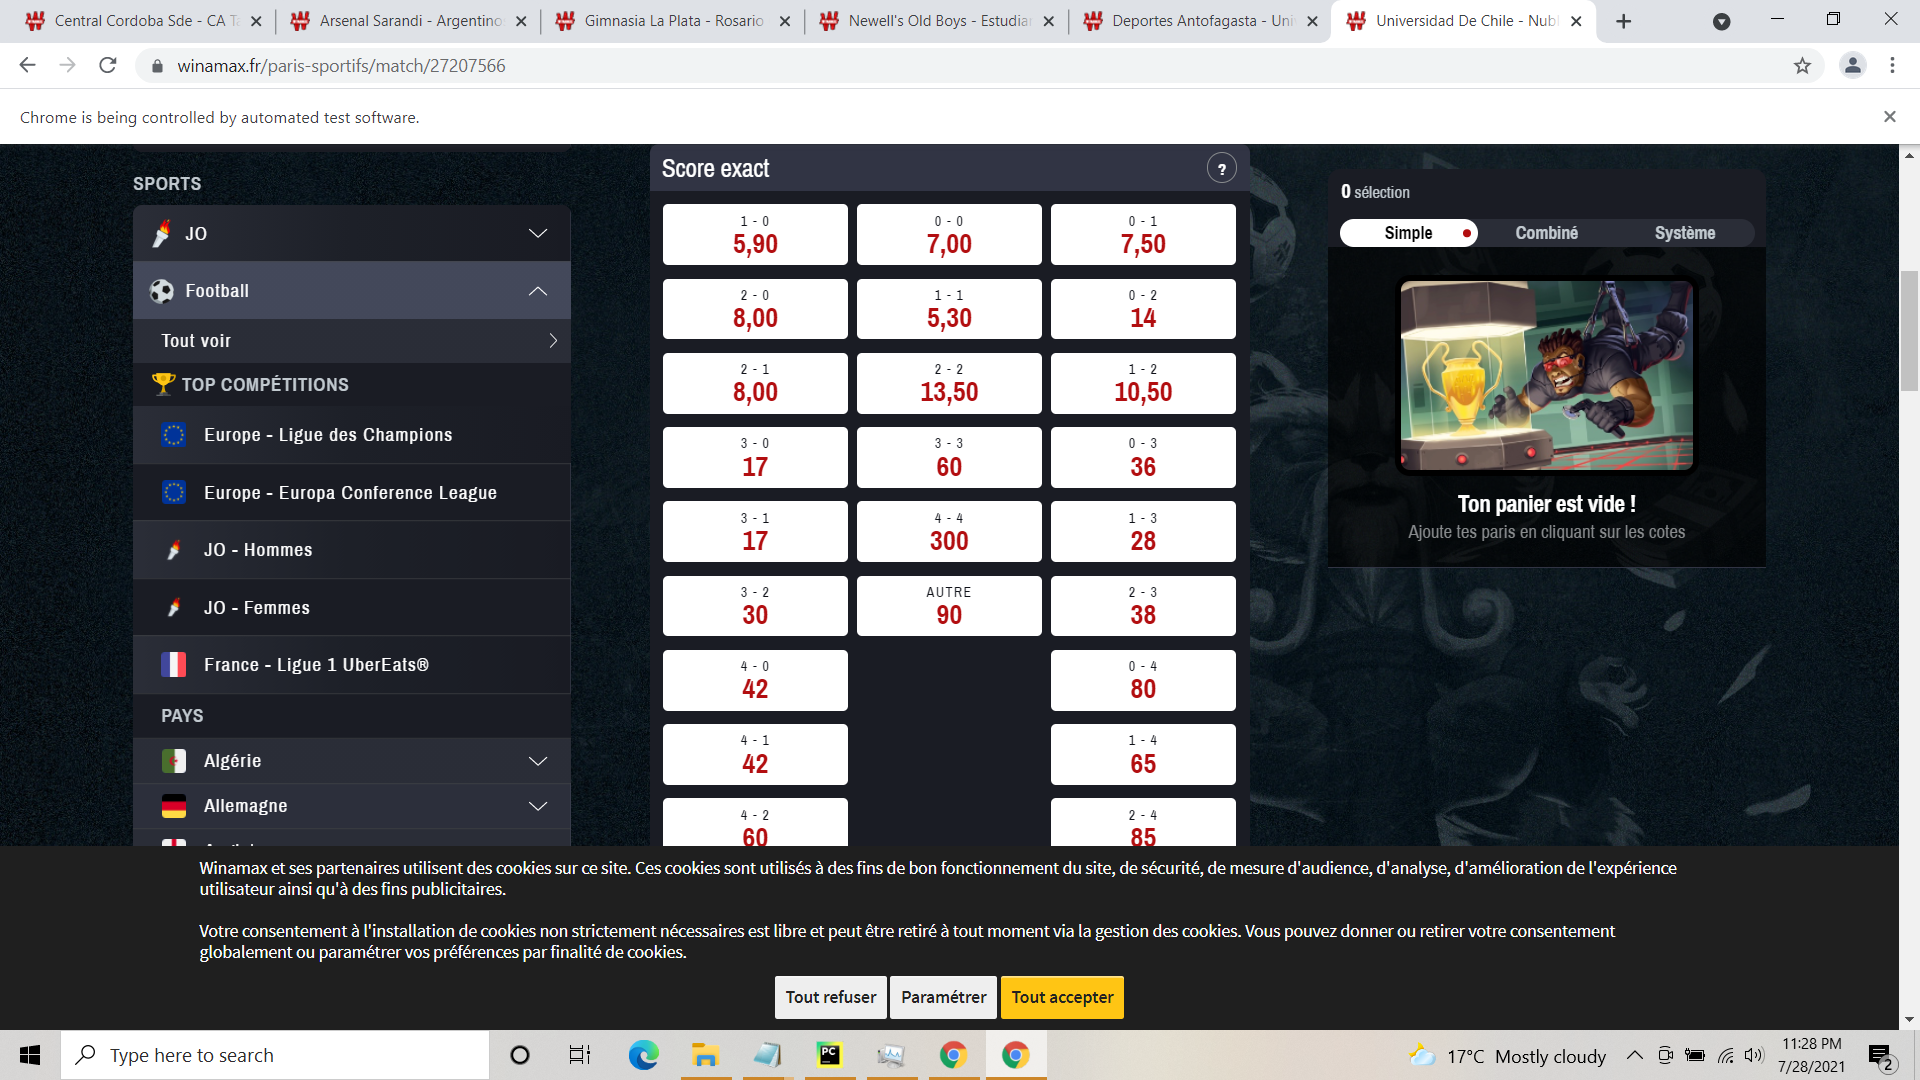 Central Cordoba Sde - CA Ta
Arsenal Sarandi - Argentino
Gimnasia La Plata - Rosario
Newell's Old Boys - Estudia
Deportes Antofagasta - Uni
Universidad De Chile - Nub
winamax.fr/paris-sportifs/match/27207566
Chrome is being controlled by automated test software.
SPORTS
JO
Football
Tout voir
TOP COMPÉTITIONS
Europe - Ligue des Champions
Europe - Europa Conference League
JO - Hommes
JO - Femmes
France - Ligue 1 UberEats®
PAYS
Algérie
Allemagne
Score exact
?
1 - 0
5,90
0 - 0
7,00
0 - 1
7,50
2 - 0
8,00
1 - 1
5,30
0 - 2
14
2 - 1
8,00
2 - 2
13,50
1 - 2
10,50
3 - 0
17
3 - 3
60
0 - 3
36
3 - 1
17
4 - 4
300
1 - 3
28
3 - 2
30
AUTRE
90
2 - 3
38
4 - 0
42
0 - 4
80
4 - 1
42
1 - 4
65
4 - 2
60
2 - 4
85
0 sélection
Simple
Combiné
Système
Ton panier est vide !
Ajoute tes paris en cliquant sur les cotes
Winamax et ses partenaires utilisent des cookies sur ce site. Ces cookies sont utilisés à des fins de bon fonctionnement du site, de sécurité, de mesure d'audience, d'analyse, d'amélioration de l'expérience
utilisateur ainsi qu'à des fins publicitaires.
Votre consentement à l'installation de cookies non strictement nécessaires est libre et peut être retiré à tout moment via la gestion des cookies. Vous pouvez donner ou retirer votre consentement
globalement ou paramétrer vos préférences par finalité de cookies.
Tout refuser
Paramétrer
Tout accepter
Type here to search
PC
17°C Mostly cloudy
11:28 PM
7/28/2021
2